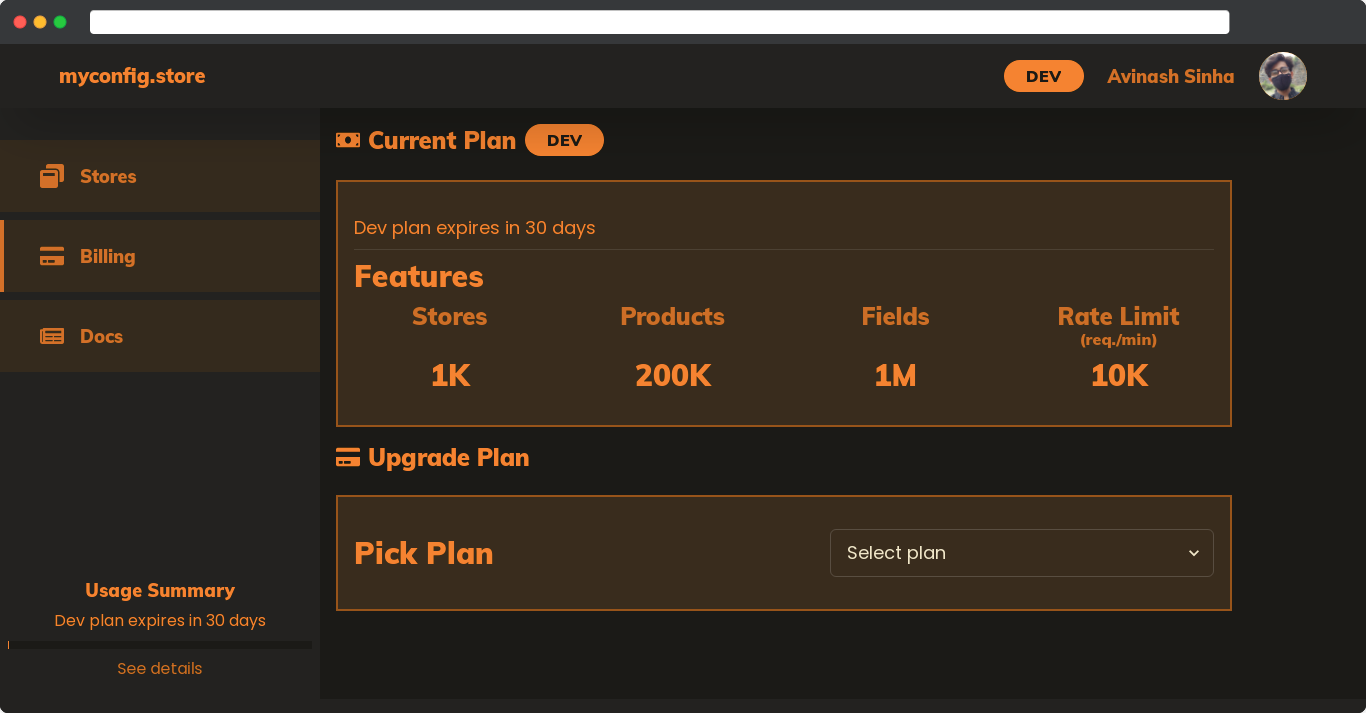 myconfig.store
DEV
Avinash Sinha
Stores
Billing
Docs
Usage Summary
Dev plan expires in 30 days
See details
Current Plan DEV
Dev plan expires in 30 days
Features
Stores Products Fields Rate Limit
(req./min)
1K 200K 1M 10K
Upgrade Plan
Pick Plan
Select plan